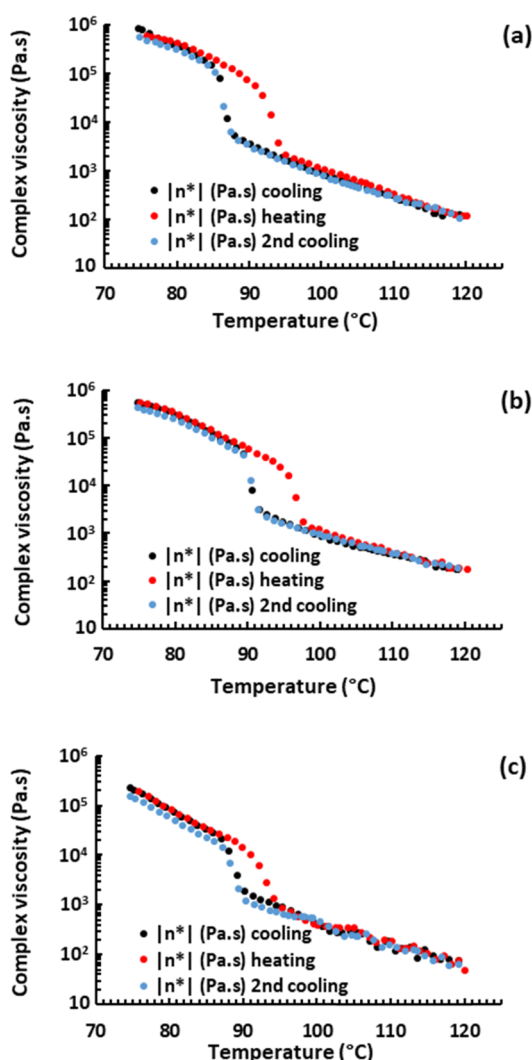 (a)
Complex viscosity (Pa.s)
10⁶
10⁵
10⁴
10³
10²
10
|n*| (Pa.s) cooling
|n*| (Pa.s) heating
|n*| (Pa.s) 2nd cooling
70 80 90 100 110 120
Temperature (°C)
(b)
Complex viscosity (Pa.s)
10⁶
10⁵
10⁴
10³
10²
10
|n*| (Pa.s) cooling
|n*| (Pa.s) heating
|n*| (Pa.s) 2nd cooling
70 80 90 100 110 120
Temperature (°C)
(c)
Complex viscosity (Pa.s)
10⁶
10⁵
10⁴
10³
10²
10
|n*| (Pa.s) cooling
|n*| (Pa.s) heating
|n*| (Pa.s) 2nd cooling
70 80 90 100 110 120
Temperature (°C)